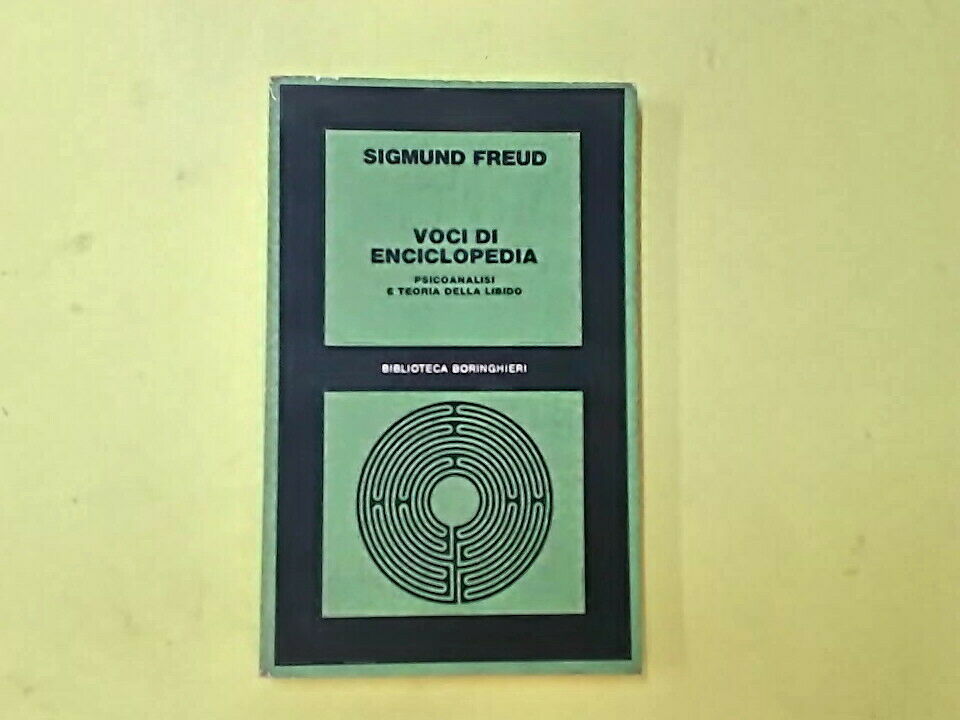 SIGMUND FREUD
VOCI DI
ENCICLOPEDIA
PSICOANALISI
E TEORIA DELLA LIBIDO
BIBLIOTECA BORINGHIERI